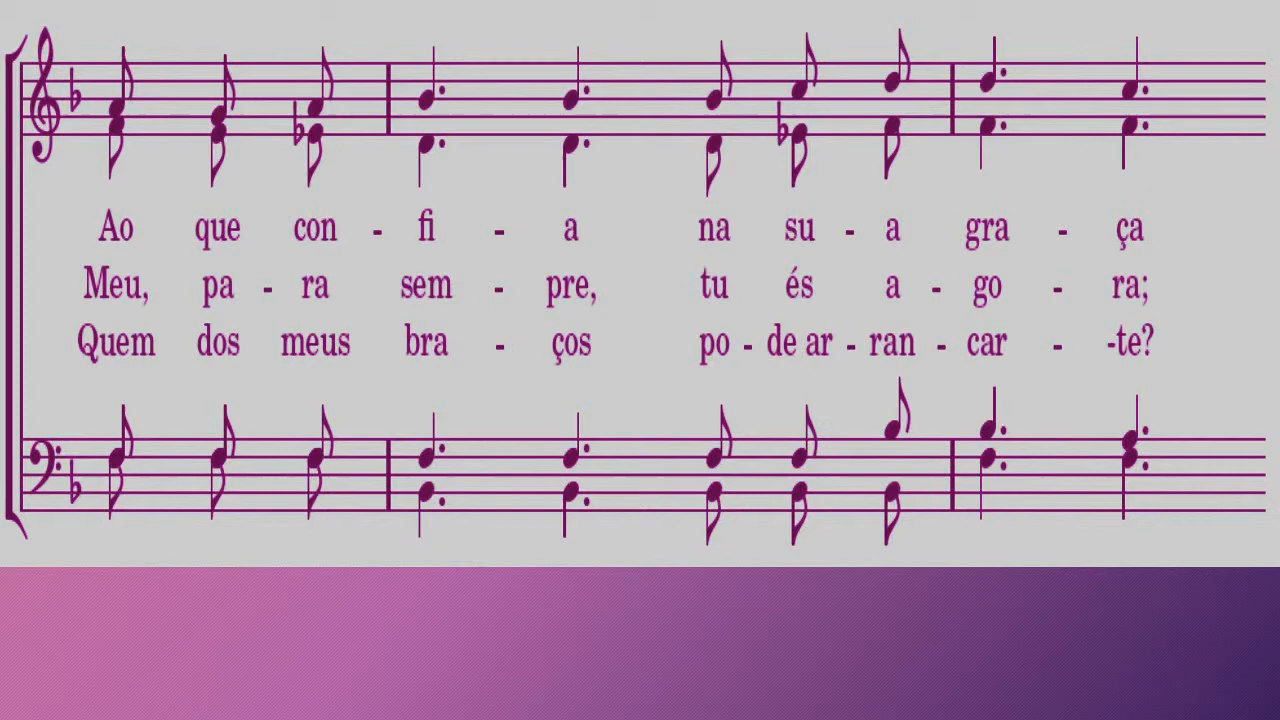 Ao que con - fi - a na su - a gra - ça
Meu, pa - ra sem - pre, tu és a - go - ra;
Quem dos meus bra - ços po - de ar - ran - car - -te?